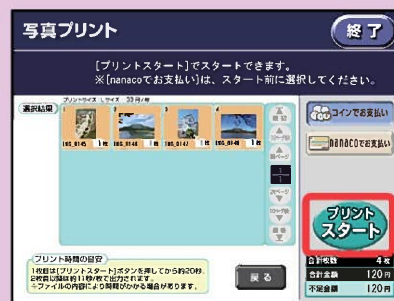 写真プリント
終了
[プリントスタート]でスタートできます。
※[nanacoでお支払い]は、スタート前に選択してください。
選択結果
プリントサイズ Lサイズ 30円/枚
1
2
3
4
1枚
1枚
1枚
1枚
コインでお支払い
nanacoでお支払い
1
1
プリント
スタート
プリント時間の目安
1枚目は[プリントスタート]ボタンを押してから約20秒、
2枚目以降は約11秒/枚で出力されます。
※ファイルの内容により時間がかかる場合があります。
戻る
合計枚数 4枚
合計金額 120円
不足金額 120円